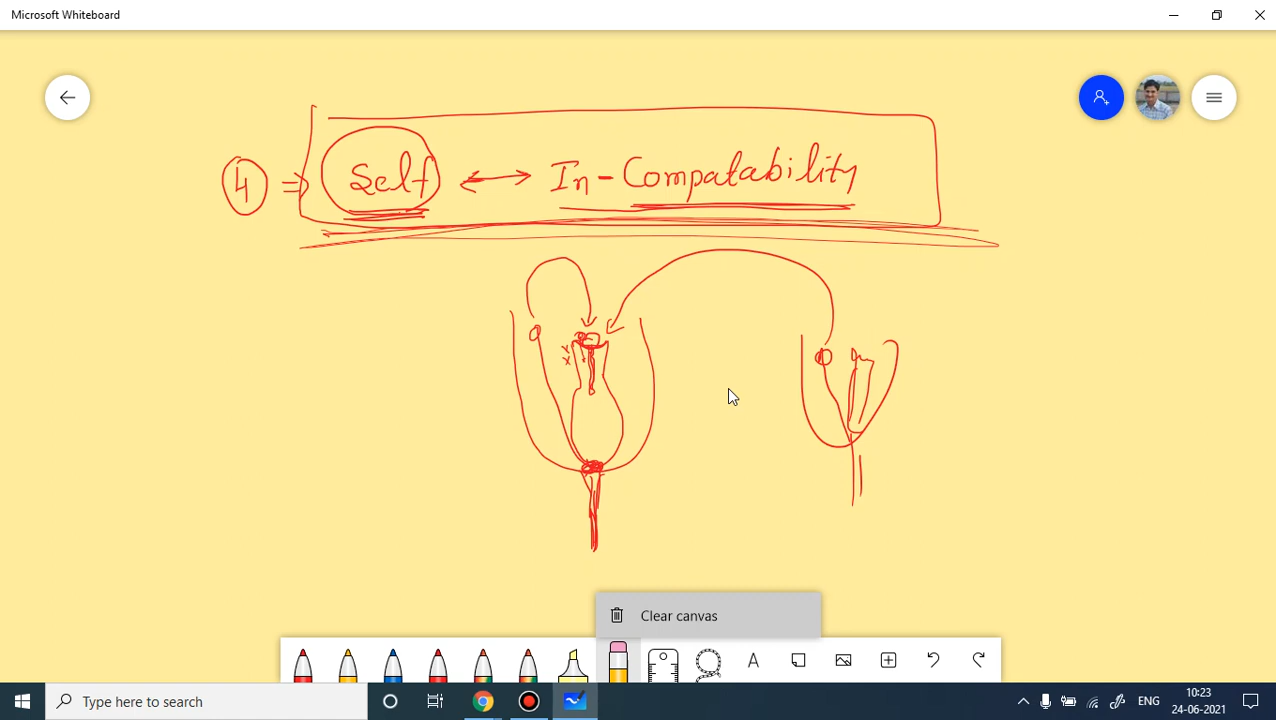 Microsoft Whiteboard
4 ⇒ Self ↔ In-Compatability
Clear canvas
A
Type here to search
ENG
10:23
24-06-2021